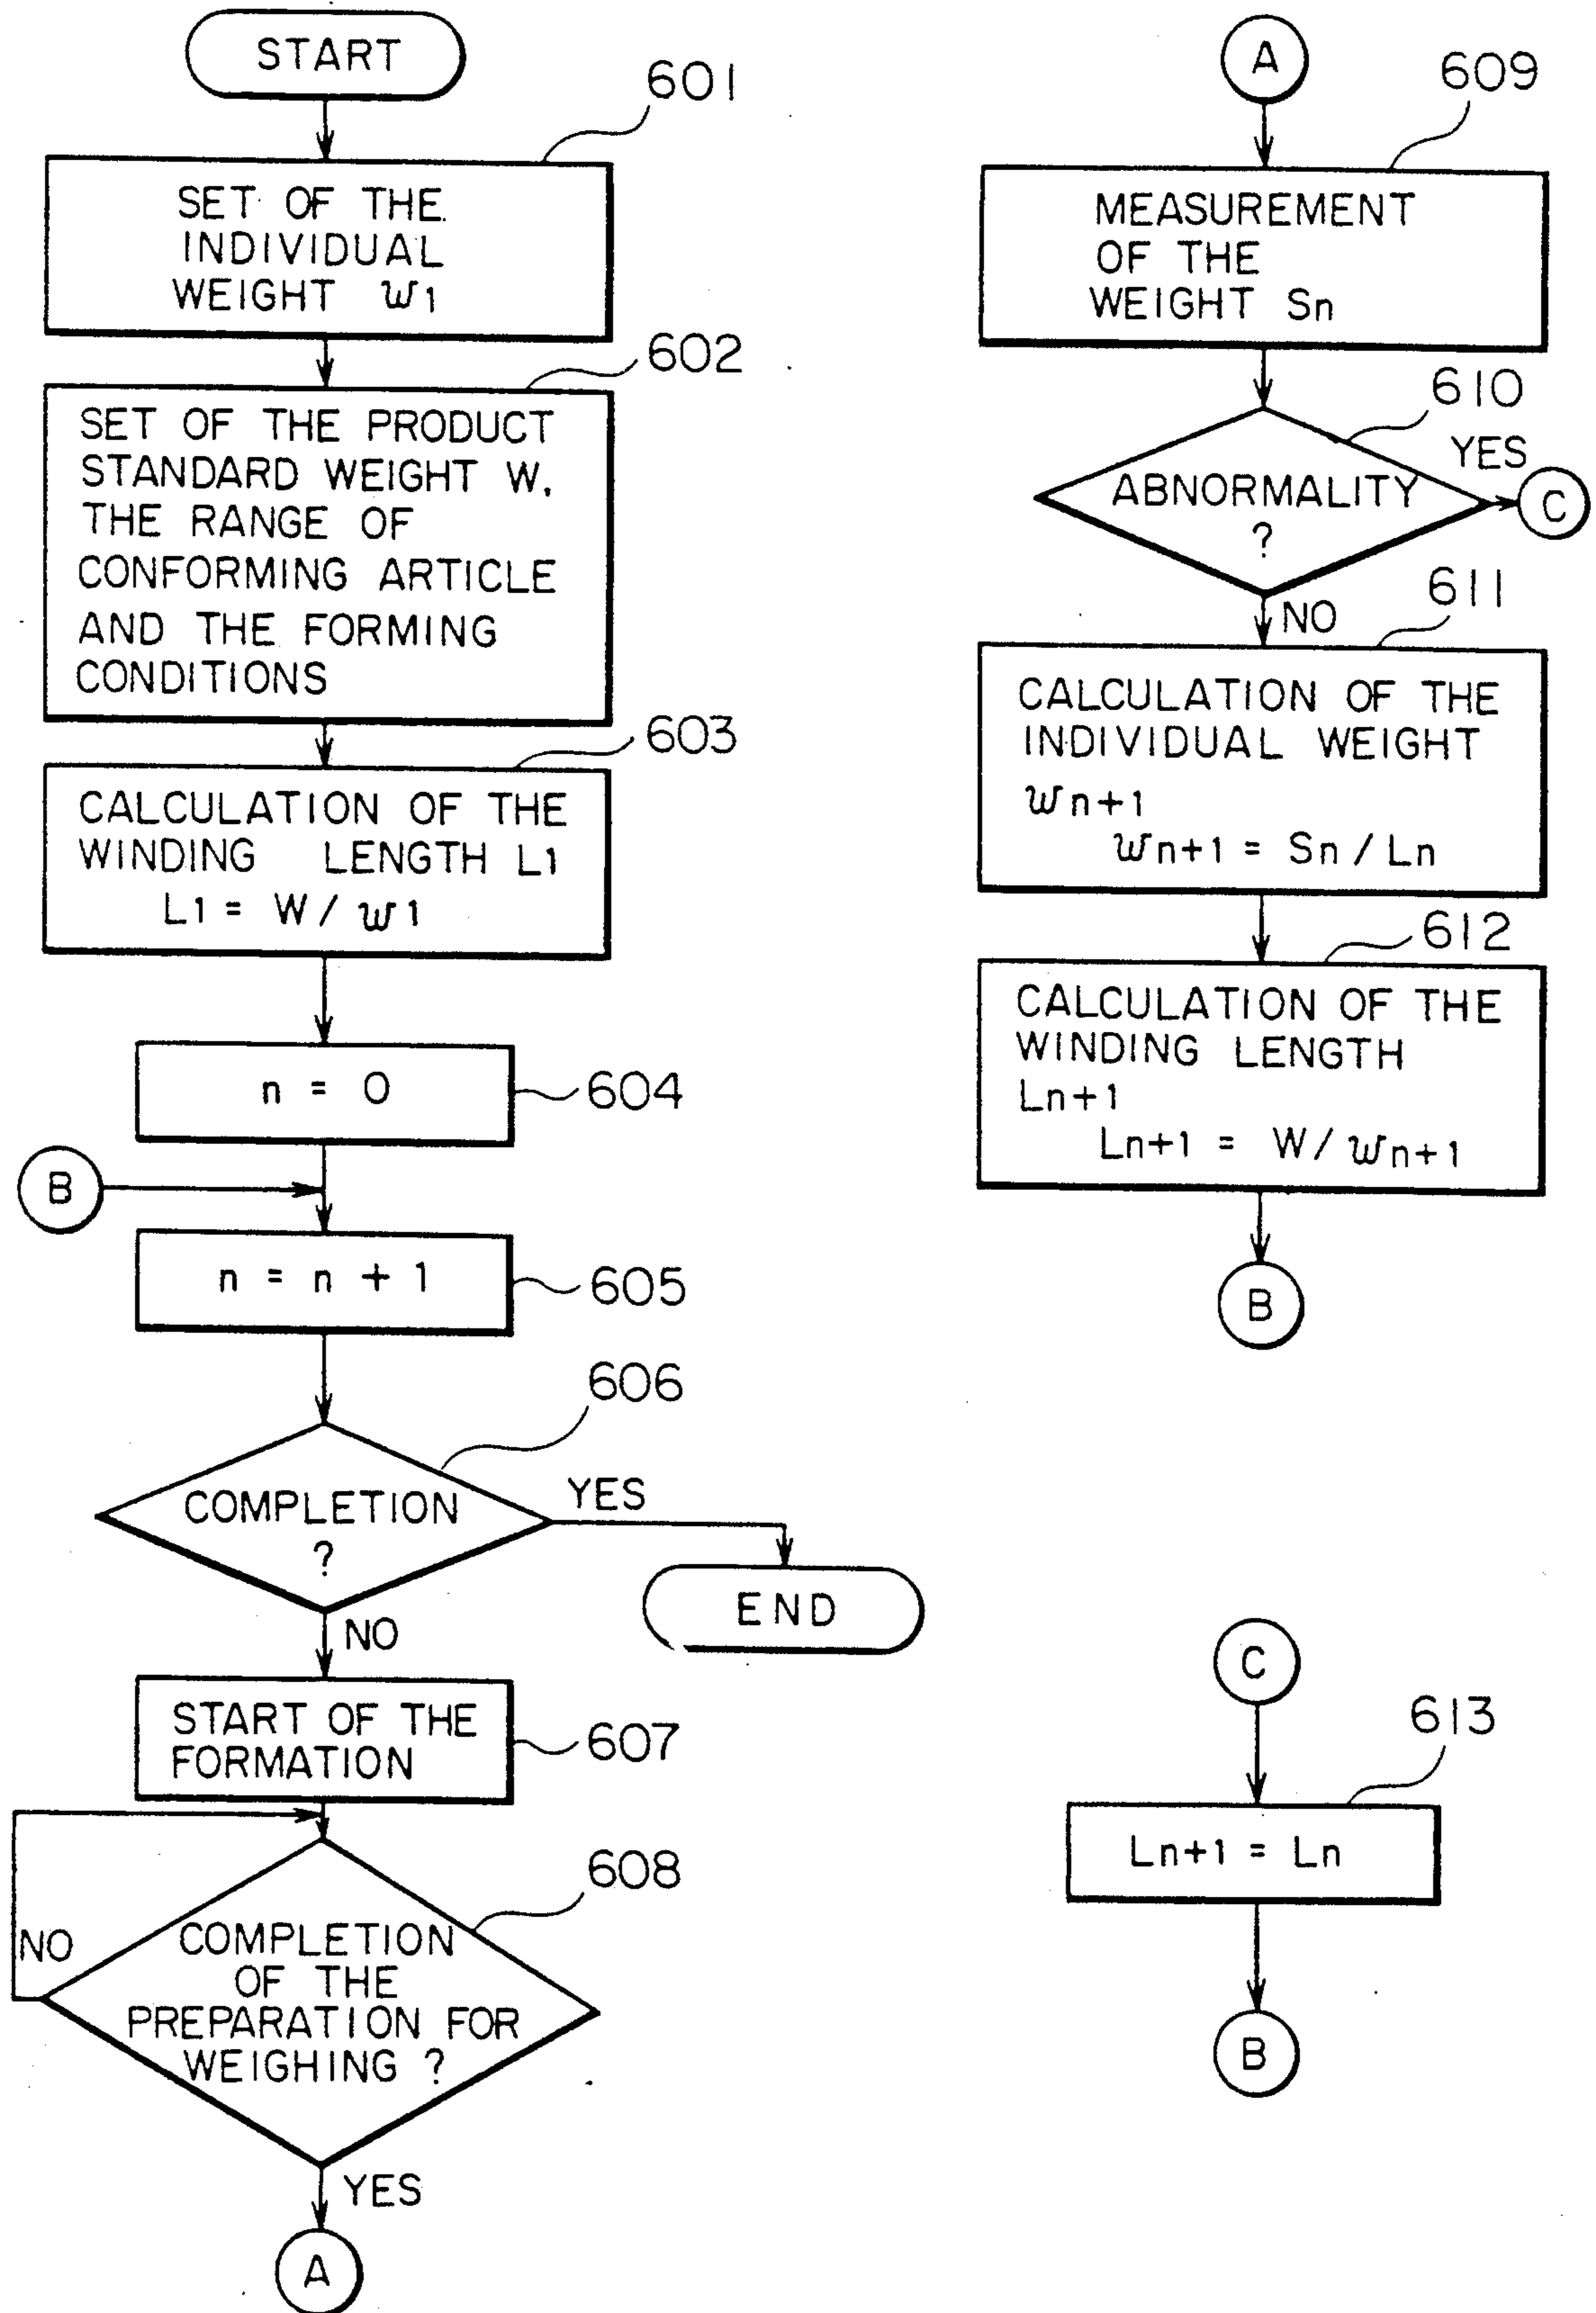 START
601
SET OF THE
INDIVIDUAL
WEIGHT w1
602
SET OF THE PRODUCT
STANDARD WEIGHT W,
THE RANGE OF
CONFORMING ARTICLE
AND THE FORMING
CONDITIONS
603
CALCULATION OF THE
WINDING LENGTH L1
L1 = W / w1
n = 0
604
B
n = n + 1
605
606
COMPLETION
?
YES
END
NO
START OF THE
FORMATION
607
608
NO
COMPLETION
OF THE
PREPARATION FOR
WEIGHING ?
YES
A
A
609
MEASUREMENT
OF THE
WEIGHT Sn
610
ABNORMALITY
?
YES
C
NO
611
CALCULATION OF THE
INDIVIDUAL WEIGHT
wn+1
wn+1 = Sn / Ln
612
CALCULATION OF THE
WINDING LENGTH
Ln+1
Ln+1 = W / wn+1
B
C
613
Ln+1 = Ln
B